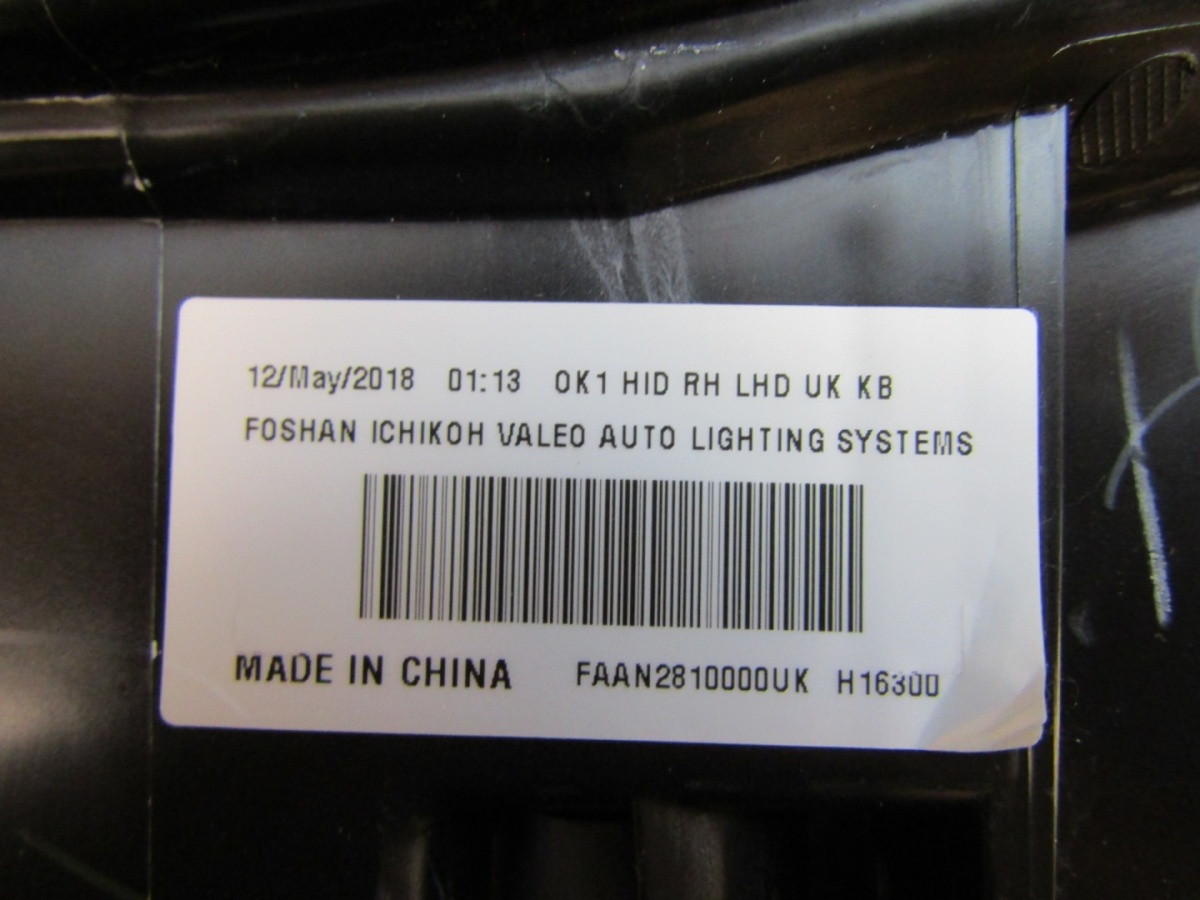 12/May/2018 01:13 OK1 HID RH LHD UK KB
FOSHAN ICHIKOH VALEO AUTO LIGHTING SYSTEMS
MADE IN CHINA FAAN2810000UK H16300